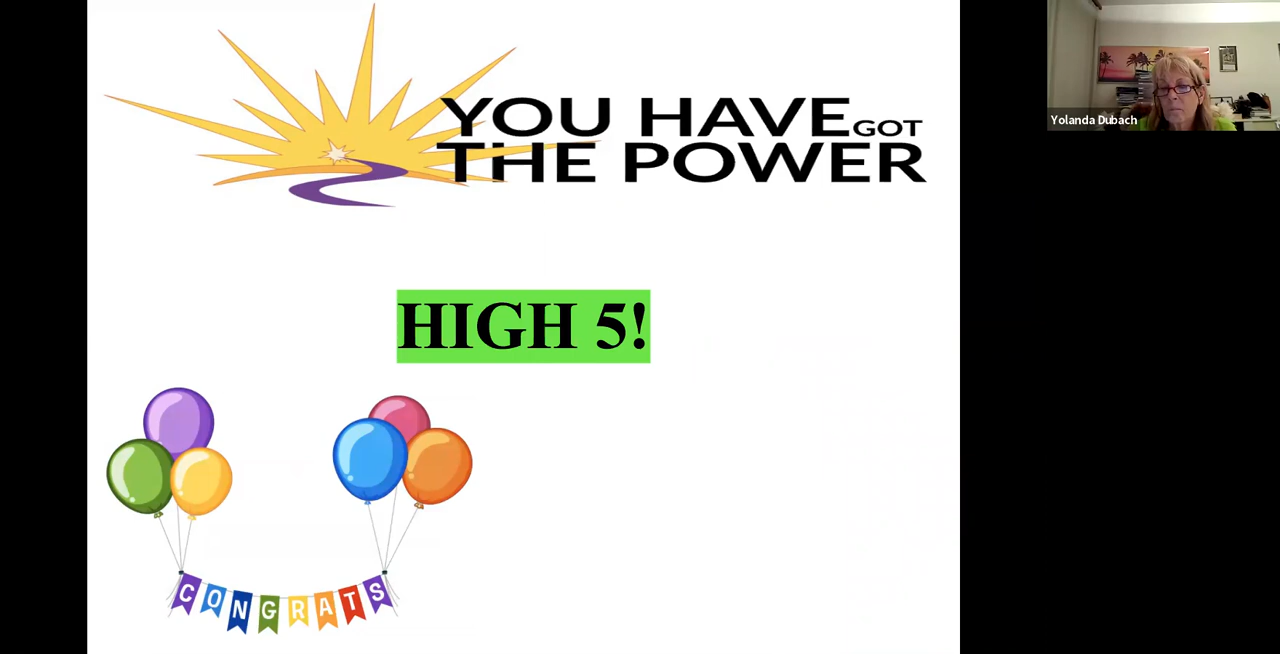 YOU HAVE GOT
THE POWER
HIGH 5!
CONGRATS
Yolanda Dubach